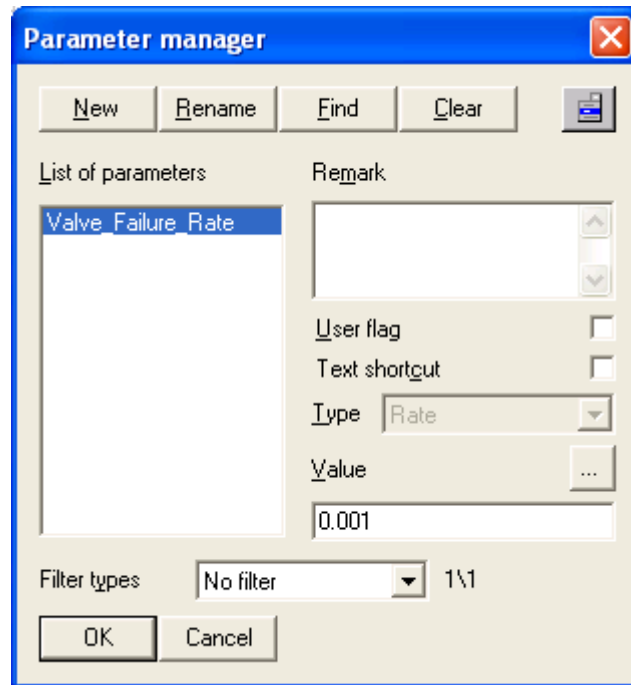 Parameter manager
New Rename Find Clear
List of parameters Remark
Valve_Failure_Rate
User flag
Text shortcut
Type Rate
Value ...
0.001
Filter types No filter 1\1
OK Cancel